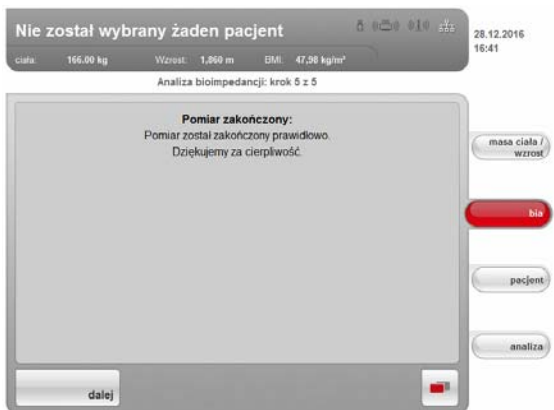 Nie został wybrany żaden pacjent
28.12.2016
16:41
ciała: 166.00 kg Wzrost: 1,860 m BMI: 47,98 kg/m²
Analiza bioimpedancji: krok 5 z 5
Pomiar zakończony:
Pomiar został zakończony prawidłowo.
Dziękujemy za cierpliwość.
masa ciała /
wzrost
bia
pacjent
analiza
dalej